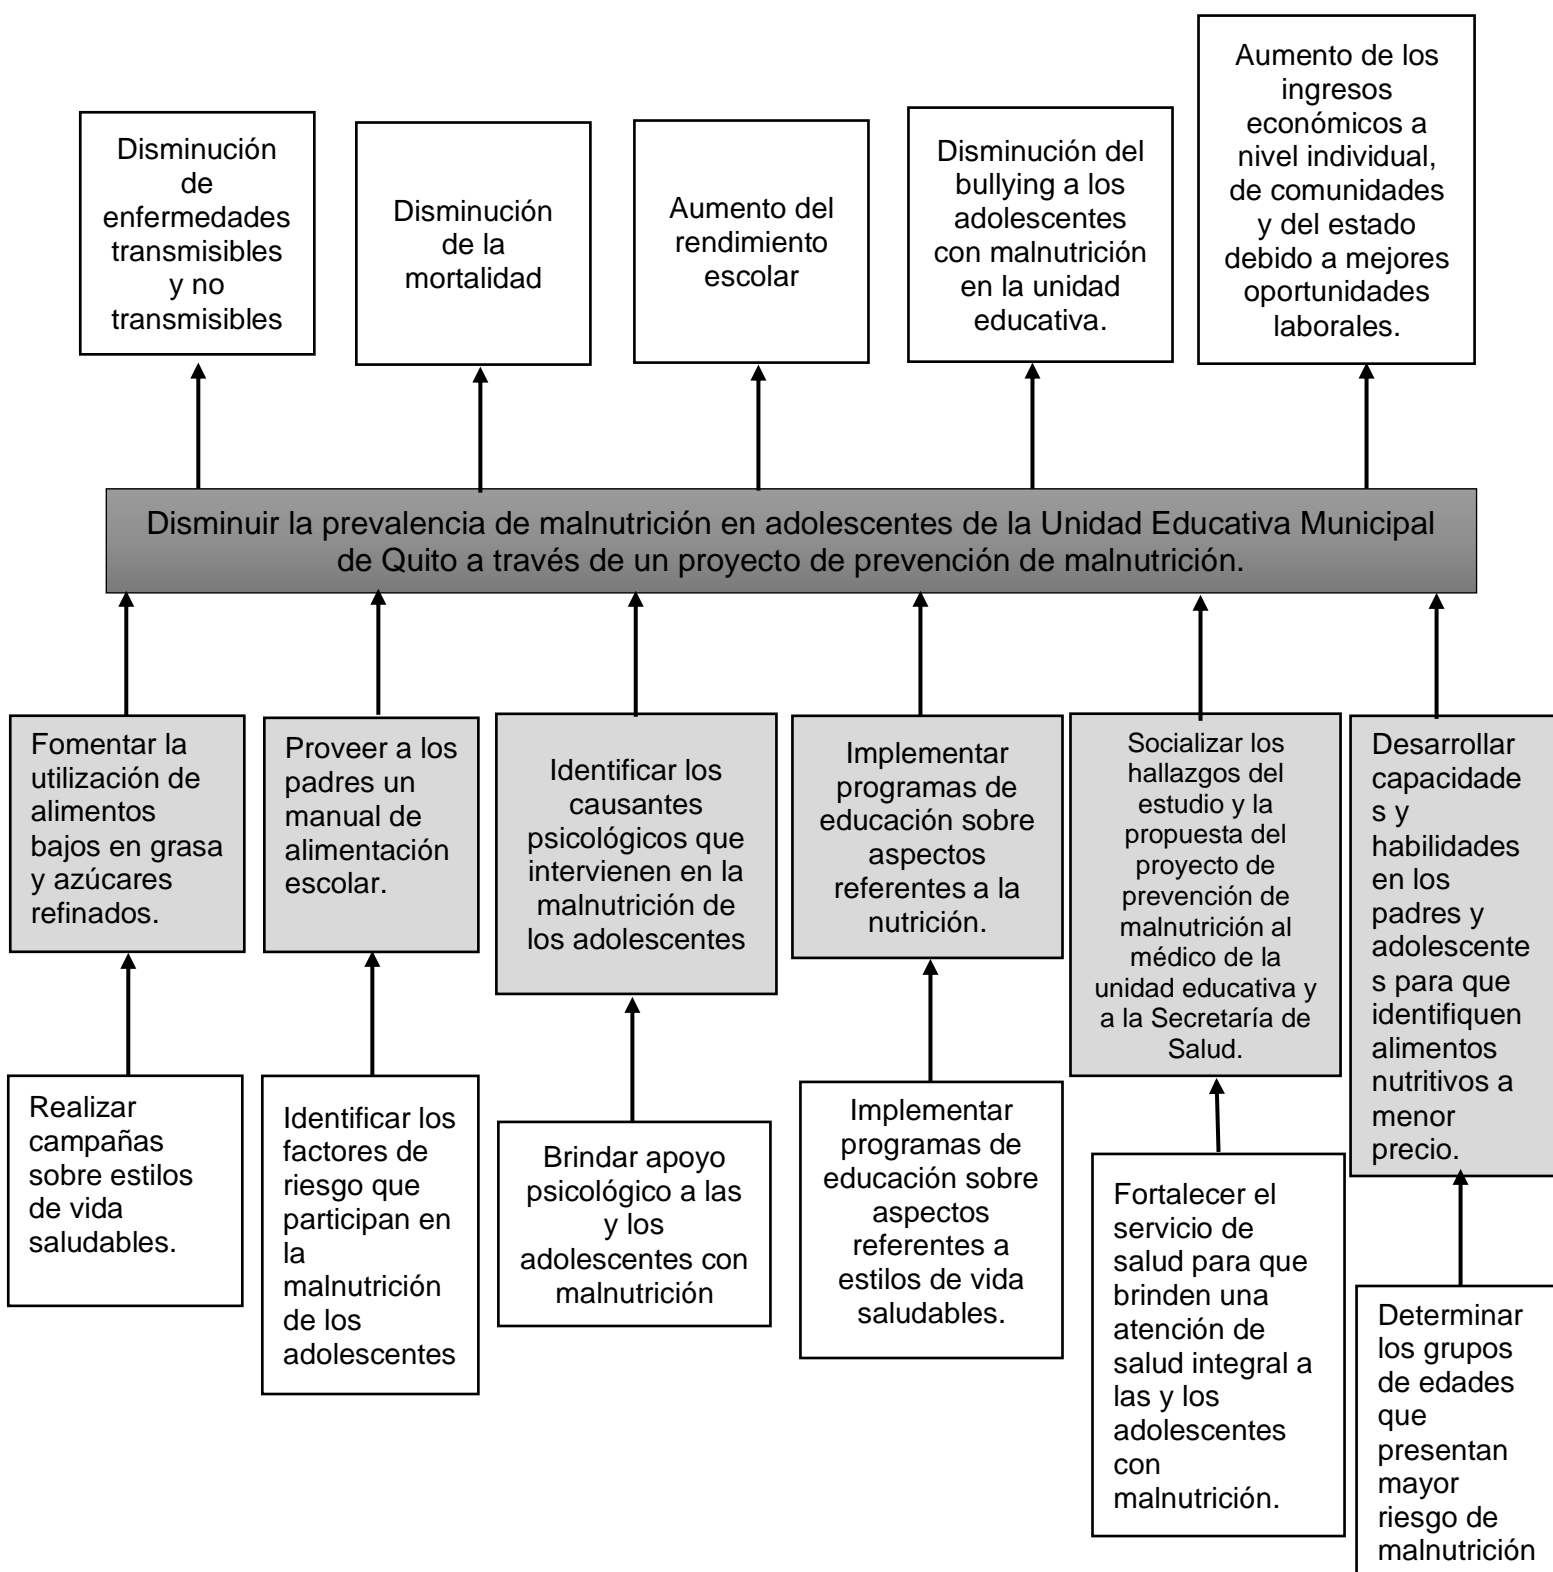 Disminución
de
enfermedades
transmisibles
y no
transmisibles
Disminución
de la
mortalidad
Aumento del
rendimiento
escolar
Disminución del
bullying a los
adolescentes
con malnutrición
en la unidad
educativa.
Aumento de los
ingresos
económicos a
nivel individual,
de comunidades
y del estado
debido a mejores
oportunidades
laborales.
Disminuir la prevalencia de malnutrición en adolescentes de la Unidad Educativa Municipal
de Quito a través de un proyecto de prevención de malnutrición.
Fomentar la
utilización de
alimentos
bajos en grasa
y azúcares
refinados.
Proveer a los
padres un
manual de
alimentación
escolar.
Identificar los
causantes
psicológicos que
intervienen en la
malnutrición de
los adolescentes
Implementar
programas de
educación sobre
aspectos
referentes a la
nutrición.
Socializar los
hallazgos del
estudio y la
propuesta del
proyecto de
prevención de
malnutrición al
médico de la
unidad educativa y
a la Secretaría de
Salud.
Desarrollar
capacidade
s y
habilidades
en los
padres y
adolescente
s para que
identifiquen
alimentos
nutritivos a
menor
precio.
Realizar
campañas
sobre estilos
de vida
saludables.
Identificar los
factores de
riesgo que
participan en
la
malnutrición
de los
adolescentes
Brindar apoyo
psicológico a las
y los
adolescentes con
malnutrición
Implementar
programas de
educación sobre
aspectos
referentes a
estilos de vida
saludables.
Fortalecer el
servicio de
salud para que
brinden una
atención de
salud integral a
las y los
adolescentes
con
malnutrición.
Determinar
los grupos
de edades
que
presentan
mayor
riesgo de
malnutrición